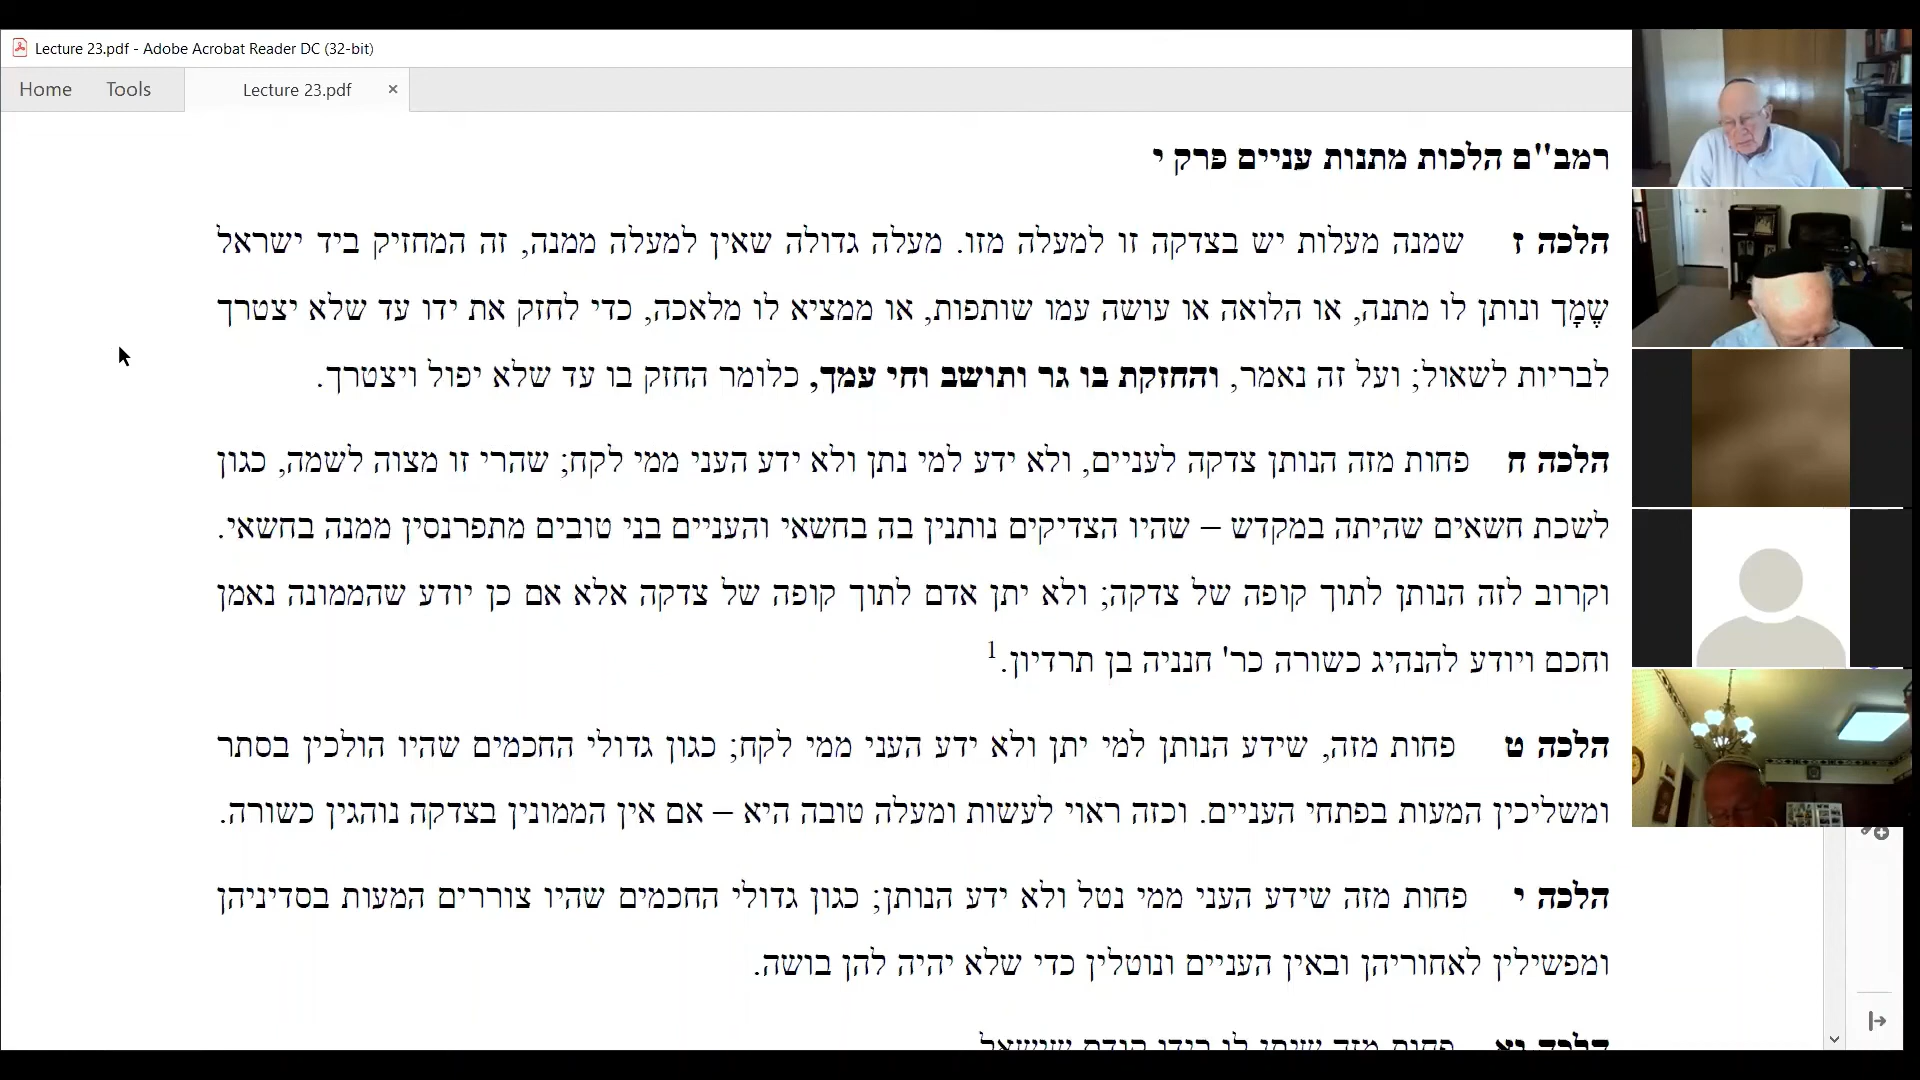 Lecture 23.pdf - Adobe Acrobat Reader DC (32-bit)
Home Tools Lecture 23.pdf ×
רמב"ם הלכות מתנות עניים פרק י
הלכה ז שמנה מעלות יש בצדקה זו למעלה מזו. מעלה גדולה שאין למעלה ממנה, זה המחזיק ביד ישראל
שֶמָך ונותן לו מתנה, או הלואה או עושה עמו שותפות, או ממציא לו מלאכה, כדי לחזק את ידו עד שלא יצטרך
לבריות לשאול; ועל זה נאמר, והחזקת בו גר ותושב וחי עמך, כלומר החזק בו עד שלא יפול ויצטרך.
הלכה ח פחות מזה הנותן צדקה לעניים, ולא ידע למי נתן ולא ידע העני ממי לקח; שהרי זו מצוה לשמה, כגון
לשכת חשאים שהיתה במקדש – שהיו הצדיקים נותנין בה בחשאי והעניים בני טובים מתפרנסין ממנה בחשאי.
וקרוב לזה הנותן לתוך קופה של צדקה; ולא יתן אדם לתוך קופה של צדקה אלא אם כן יודע שהממונה נאמן
וחכם ויודע להנהיג כשורה כר' חנניה בן תרדיון.1
הלכה ט פחות מזה, שידע הנותן למי יתן ולא ידע העני ממי לקח; כגון גדולי החכמים שהיו הולכין בסתר
ומשליכין המעות בפתחי העניים. וכזה ראוי לעשות ומעלה טובה היא – אם אין הממונין בצדקה נוהגין כשורה.
הלכה י פחות מזה שידע העני ממי נטל ולא ידע הנותן; כגון גדולי החכמים שהיו צוררים המעות בסדיניהן
ומפשילין לאחוריהן ובאין העניים ונוטלין כדי שלא יהיה להן בושה.
הלכה יא פחות מזה שיתן לו בידו קודם שישאל